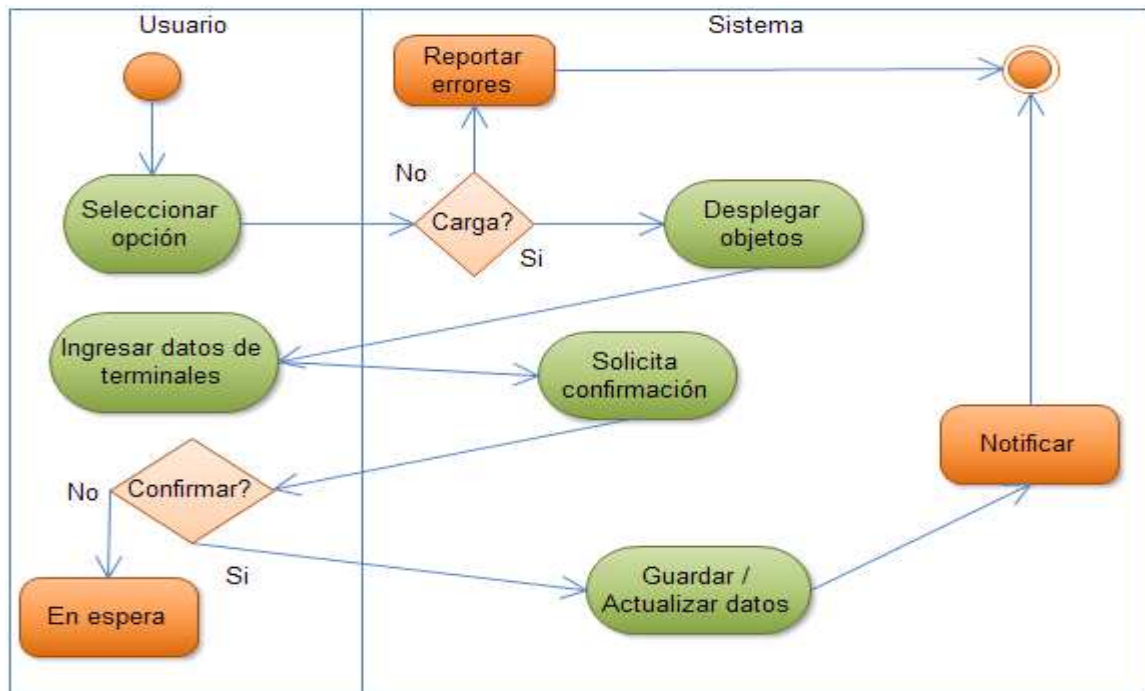 Usuario
Sistema
Reportar
errores
No
Seleccionar
opción
Carga?
Desplegar
objetos
Si
Ingresar datos de
terminales
Solicita
confirmación
Notificar
No
Confirmar?
Si
Guardar /
Actualizar datos
En espera